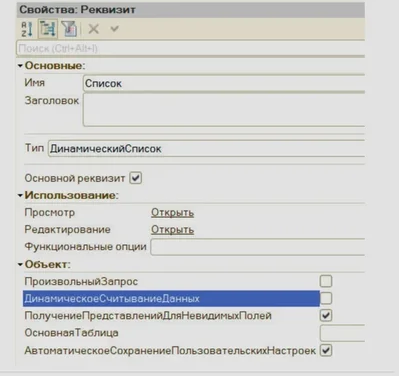 Свойства: Реквизит
Поиск (Ctrl+Alt+I)
Основные:
Имя Список
Заголовок
Тип ДинамическийСписок
Основной реквизит
Использование:
Просмотр Открыть
Редактирование Открыть
Функциональные опции
Объект:
ПроизвольныйЗапрос
ДинамическоеСчитываниеДанных
ПолучениеПредставленийДляНевидимыхПолей
ОсновнаяТаблица
АвтоматическоеСохранениеПользовательскихНастроек